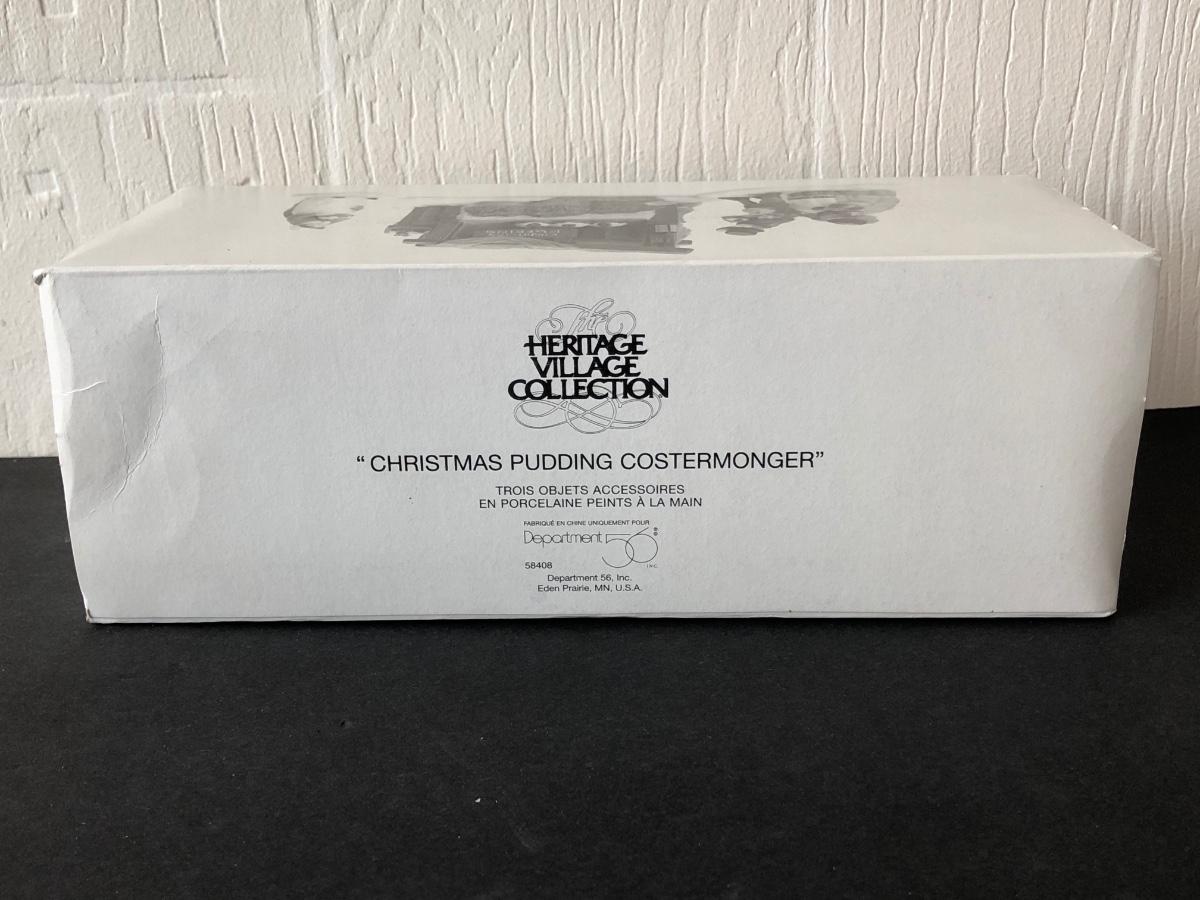 The
HERITAGE
VILLAGE
COLLECTION
“CHRISTMAS PUDDING COSTERMONGER”
TROIS OBJETS ACCESSOIRES
EN PORCELAINE PEINTS À LA MAIN
FABRIQUÉ EN CHINE UNIQUEMENT POUR
Department 56 ®
INC.
58408
Department 56, Inc.
Eden Prairie, MN, U.S.A.